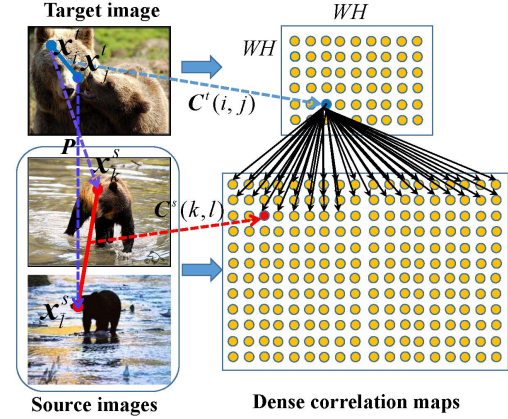 Target image
WH
WH
x_i^t
x_j^t
C^t(i, j)
P
x_k^s
C^s(k, l)
x_l^s
Source images
Dense correlation maps